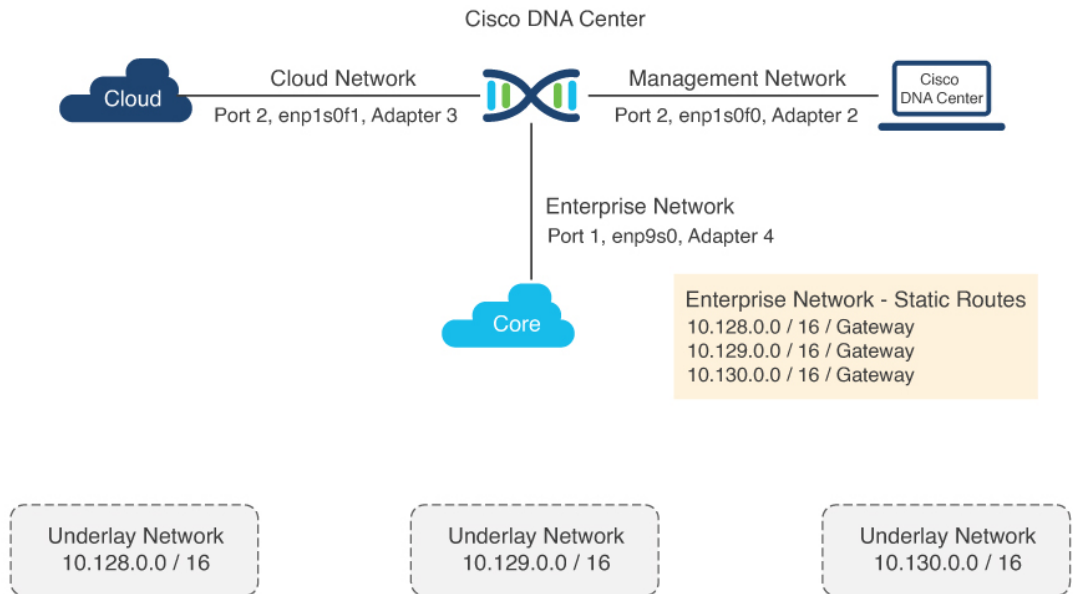 Cisco DNA Center
Cloud
Cloud Network
Port 2, enp1s0f1, Adapter 3
Management Network
Port 2, enp1s0f0, Adapter 2
Cisco
DNA Center
Enterprise Network
Port 1, enp9s0, Adapter 4
Core
Enterprise Network - Static Routes
10.128.0.0 / 16 / Gateway
10.129.0.0 / 16 / Gateway
10.130.0.0 / 16 / Gateway
Underlay Network
10.128.0.0 / 16
Underlay Network
10.129.0.0 / 16
Underlay Network
10.130.0.0 / 16